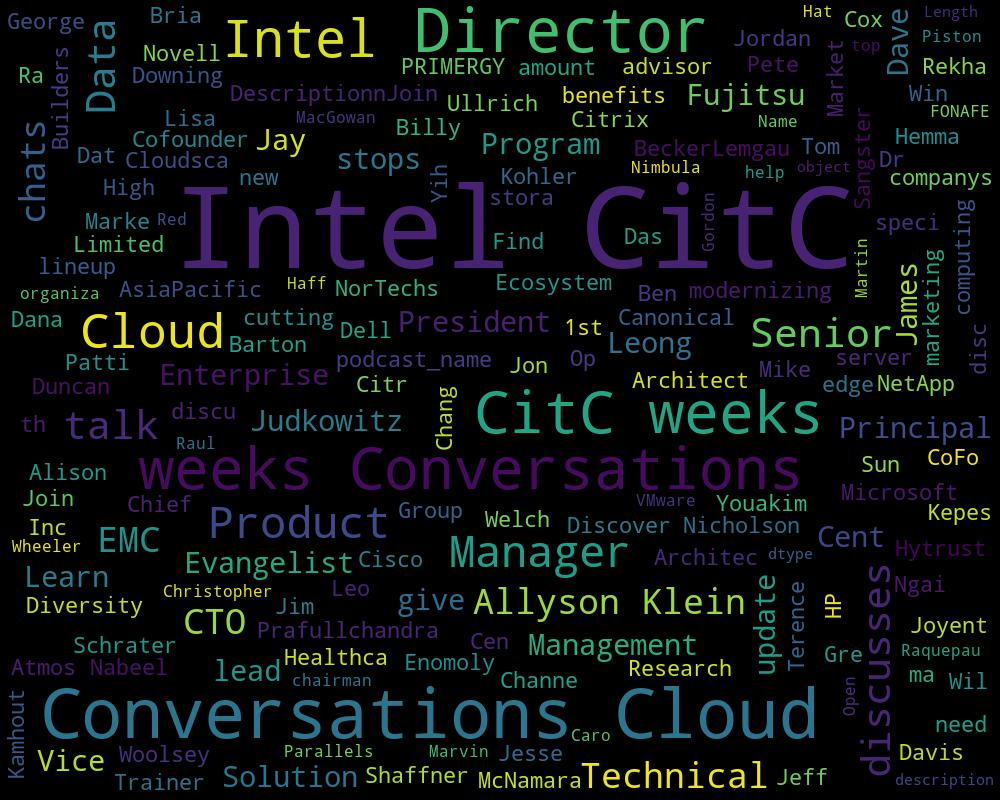 George
Bria
Hat
Cox
Length
Intel
Director
Dave
Piston
Data
Novell
Jordan
top
Ra
Builders
Downing
PRIMERGY
amount
advisor
Pete
Market
Rekha
DescriptionnJoin
Ullrich
benefits
Fujitsu
Win
FONAFE
Lisa
MacGowan
Citrix
Name
Cofounder
Jay
Billy
Program
BeckerLemgau
Tom
Sangster
Hemma
chats
Dat
Cloudsca
stops
Yih
Kohler
Nimbula
help
object
Dr
companys
High
new
stora
Intel CitC
Marke
Red
Gordon
speci
computing
Limited
Find
Das
lineup
Martin
organiza
AsiaPacific
Haff
NorTechs
Ecosystem
Ben
modernizing
James
marketing
Dana
Cloud
cutting
Dell
President
1st
Canonical
Senior
disc
Barton
Leong
Patti
podcast_name
Jon
Op
server
Duncan
Enterprise
Citr
Architect
Mike
edge
NetApp
th
talk
discu
Judkowitz
Chang
CitC weeks
Principal
Raul
weeks Conversations
Alison
Sun
CoFo
Join
Chief
VMware
Youakim
Microsoft
Inc
Product
Group
Welch
Discover
Nicholson
Kepes
Wheeler
EMC
Manager
Cent
Hytrust
Evangelist
Cisco
Architec
dtype
Learn
Christopher
Leo
Ngai
Diversity
Jim
give
Allyson Klein
update
Terence
HP
discusses
CTO
Prafullchandra
Joyent
Schrater
Cen
Management
Gre
Raquepau
Atmos
Nabeel
lead
Healthca
Enomoly
Research
chairman
Channe
ma
Wil
Kamhout
Conversations Cloud
Open
Caro
need
Vice
Woolsey
Parallels
Marvin
Jesse
Davis
Trainer
Solution
Shaffner
McNamara
Technical
Jeff
description